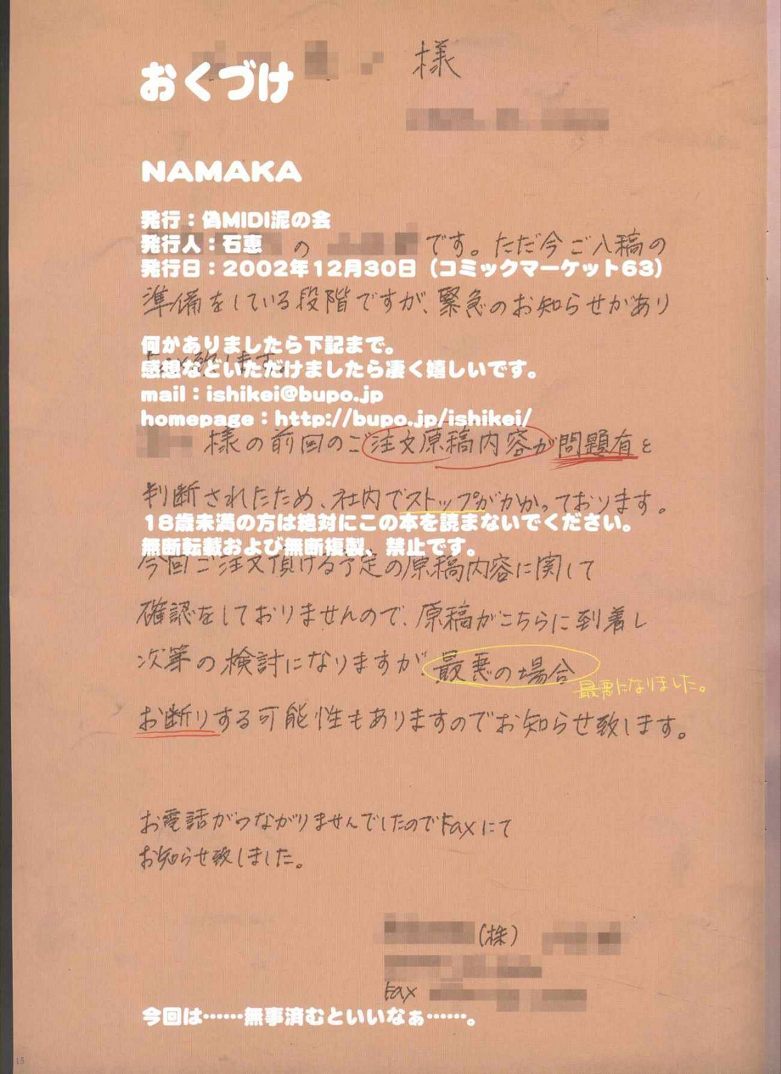 様
おくづけ
NAMAKA
発行：偽MIDI泥の会
発行人：石恵
の
です。ただ今ご入稿の
発行日：2002年12月30日（コミックマーケット63）
準備をしている段階ですが、緊急のお知らせがあり
何かありましたら下記まで。
致します。
感想などいただけましたら凄く嬉しいです。
mail：ishikei@bupo.jp
homepage：http://bupo.jp/ishikei/
様の前回のご注文原稿内容が問題有と
判断されたため、社内でストップがかかっております。
18歳未満の方は絶対にこの本を読まないでください。
無断転載および無断複製、禁止です。
今回ご注文頂ける予定の原稿内容に関して
確認をしておりませんので、原稿がこちらに到着し
次第の検討になりますが最悪の場合
最悪になりました。
お断りする可能性もありますのでお知らせ致します。
お電話がつながりませんでしたのでFaxにて
お知らせ致しました。
(株)
Fax
今回は……無事済むといいなぁ……。
15